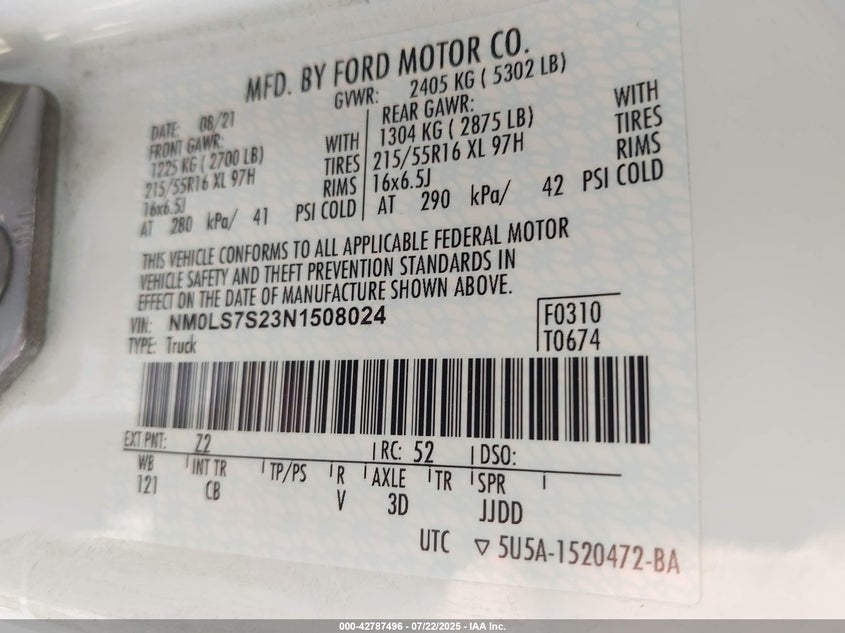 MFD. BY FORD MOTOR CO.
DATE: 08/21 GVWR: 2405 KG ( 5302 LB)
FRONT GAWR: REAR GAWR:
1225 KG ( 2700 LB) WITH 1304 KG ( 2875 LB) WITH
215/55R16 XL 97H TIRES 215/55R16 XL 97H TIRES
16x6.5J RIMS 16x6.5J RIMS
AT 280 kPa/ 41 PSI COLD AT 290 kPa/ 42 PSI COLD
THIS VEHICLE CONFORMS TO ALL APPLICABLE FEDERAL MOTOR
VEHICLE SAFETY AND THEFT PREVENTION STANDARDS IN
EFFECT ON THE DATE OF MANUFACTURE SHOWN ABOVE.
VIN: NM0LS7S23N1508024 F0310
TYPE: Truck T0674
EXT PNT: Z2 RC: 52 DSO:
WB INT TR TP/PS R AXLE TR SPR
121 CB V 3D JJDD
UTC ▽ 5U5A-1520472-BA
000-42787496 - 07/22/2025 - IAA Inc.